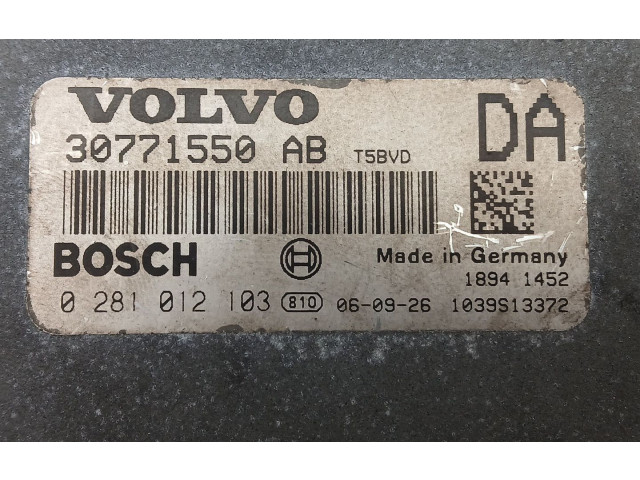 VOLVO DA
30771550 AB T5BVD
BOSCH Made in Germany
1894 1452
0 281 012 103 810 06-09-26 1039S13372